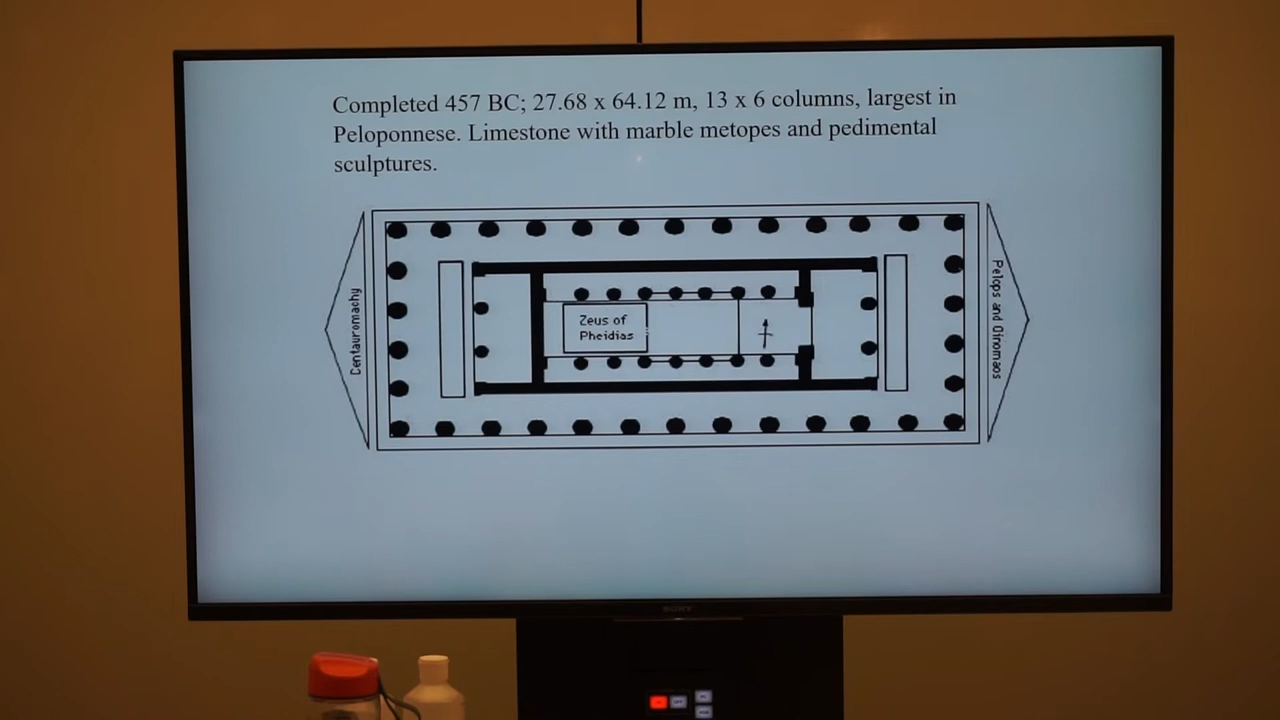 Completed 457 BC; 27.68 x 64.12 m, 13 x 6 columns, largest in
Peloponnese. Limestone with marble metopes and pedimental
sculptures.
Centauromachy
Zeus of
Pheidias
Pelops and Oinomaos
SONY